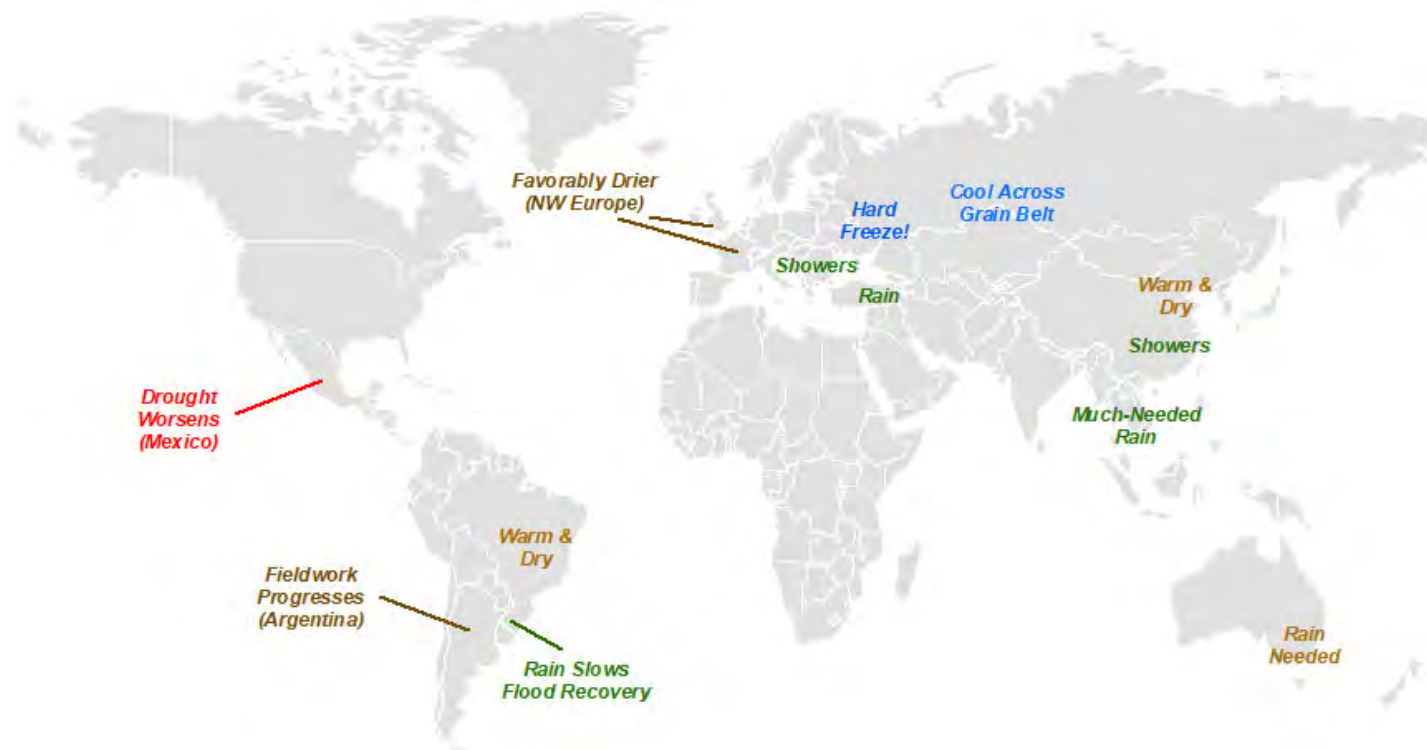 Favorably Drier
(NW Europe)
Cool Across
Grain Belt
Hard
Freeze!
Showers
Rain
Warm &
Dry
Showers
Drought
Worsens
(Mexico)
Much-Needed
Rain
Warm &
Dry
Fieldwork
Progresses
(Argentina)
Rain Slows
Flood Recovery
Rain
Needed